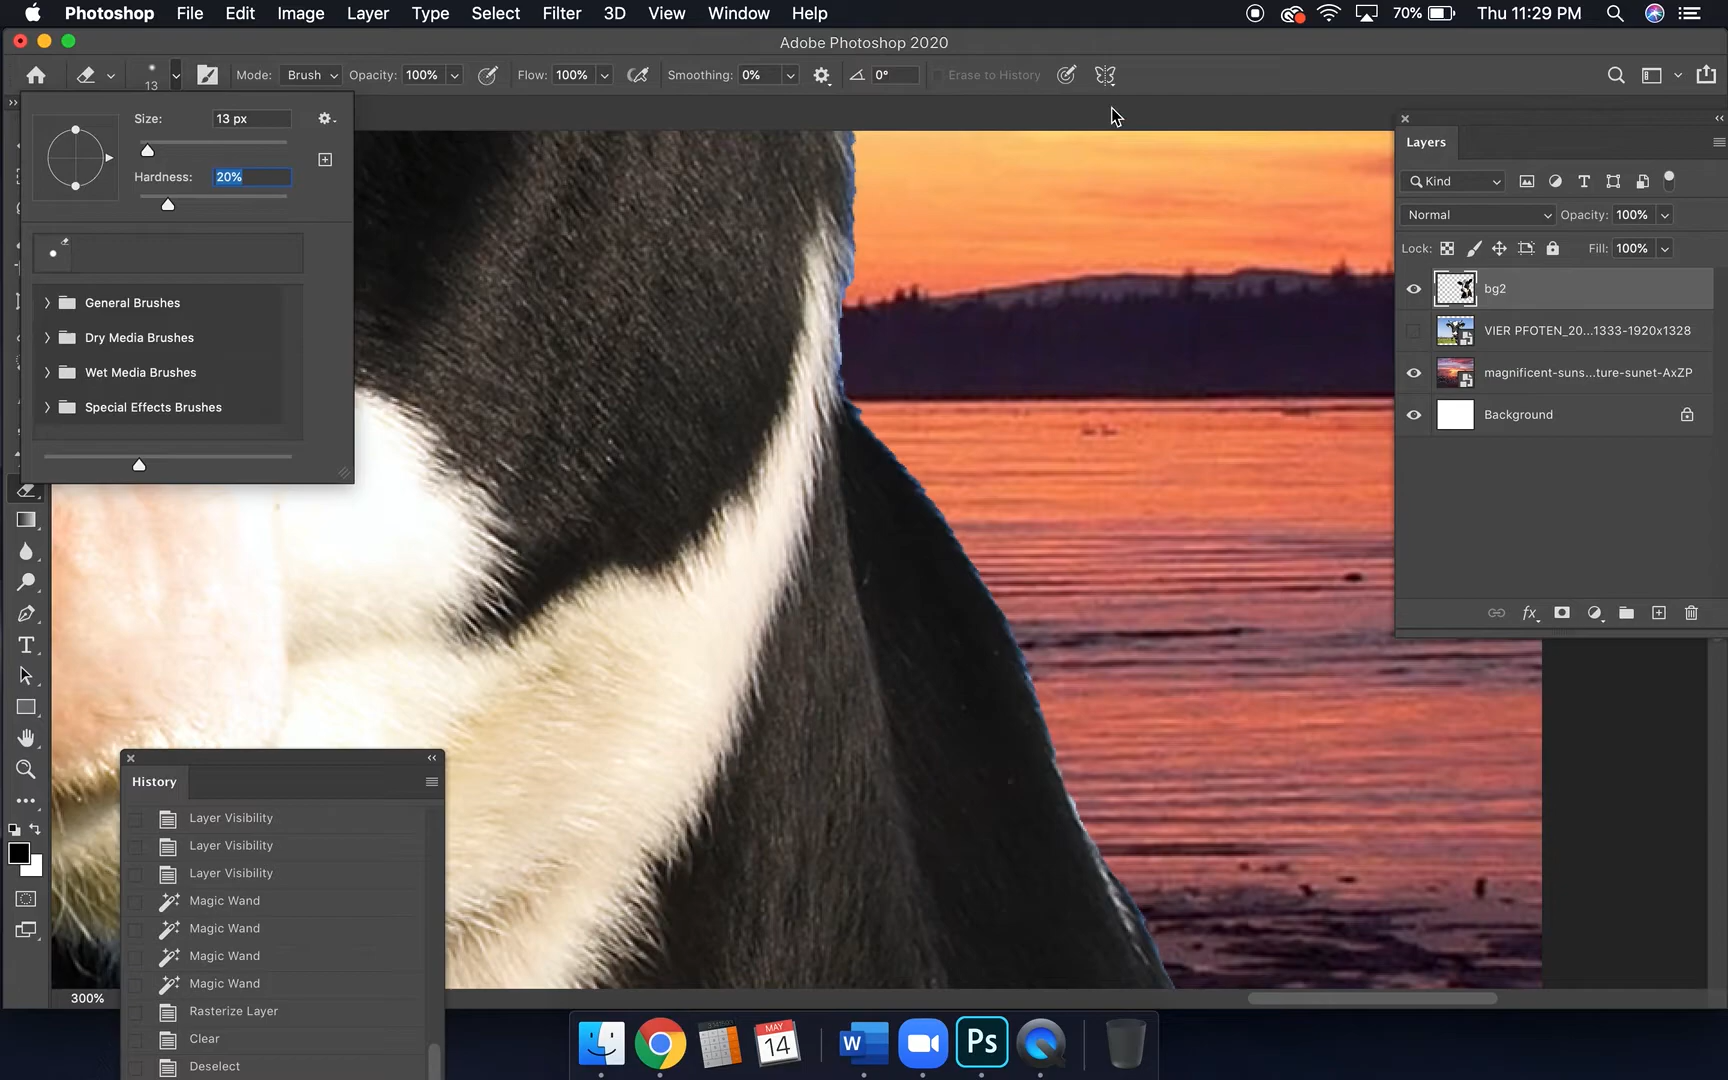 Photoshop File Edit Image Layer Type Select Filter 3D View Window Help 70% Thu 11:29 PM
Adobe Photoshop 2020
13 Mode: Brush Opacity: 100% Flow: 100% Smoothing: 0% 0° Erase to History
Size: 13 px
Hardness: 20%
General Brushes
Dry Media Brushes
Wet Media Brushes
Special Effects Brushes
Layers
Kind
Normal Opacity: 100%
Lock: Fill: 100%
bg2
VIER PFOTEN_20...1333-1920x1328
magnificent-suns...ture-sunet-AxZP
Background
fx
T
History
Layer Visibility
Layer Visibility
Layer Visibility
Magic Wand
Magic Wand
Magic Wand
Magic Wand
Rasterize Layer
Clear
Deselect
300%
MAY
14
W
Ps